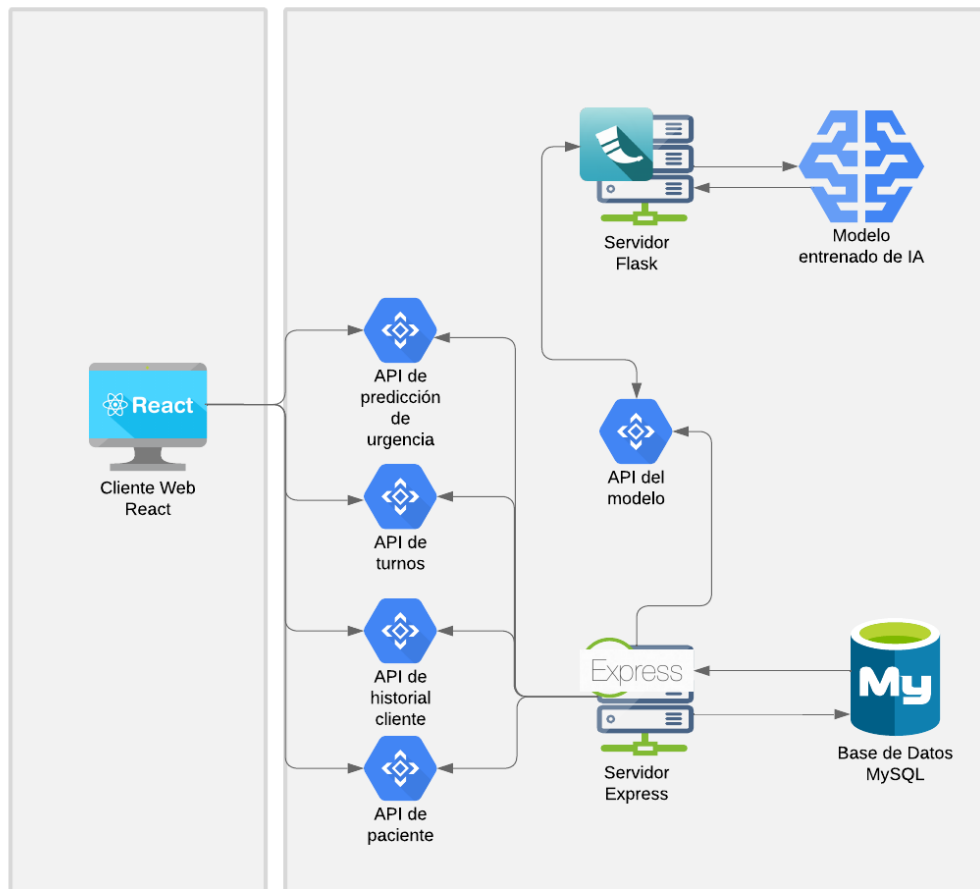 Servidor
Flask
Modelo
entrenado de IA
React
Cliente Web
React
API de
predicción
de
urgencia
API del
modelo
API de
turnos
API de
historial
cliente
Express
Servidor
Express
My
Base de Datos
MySQL
API de
paciente